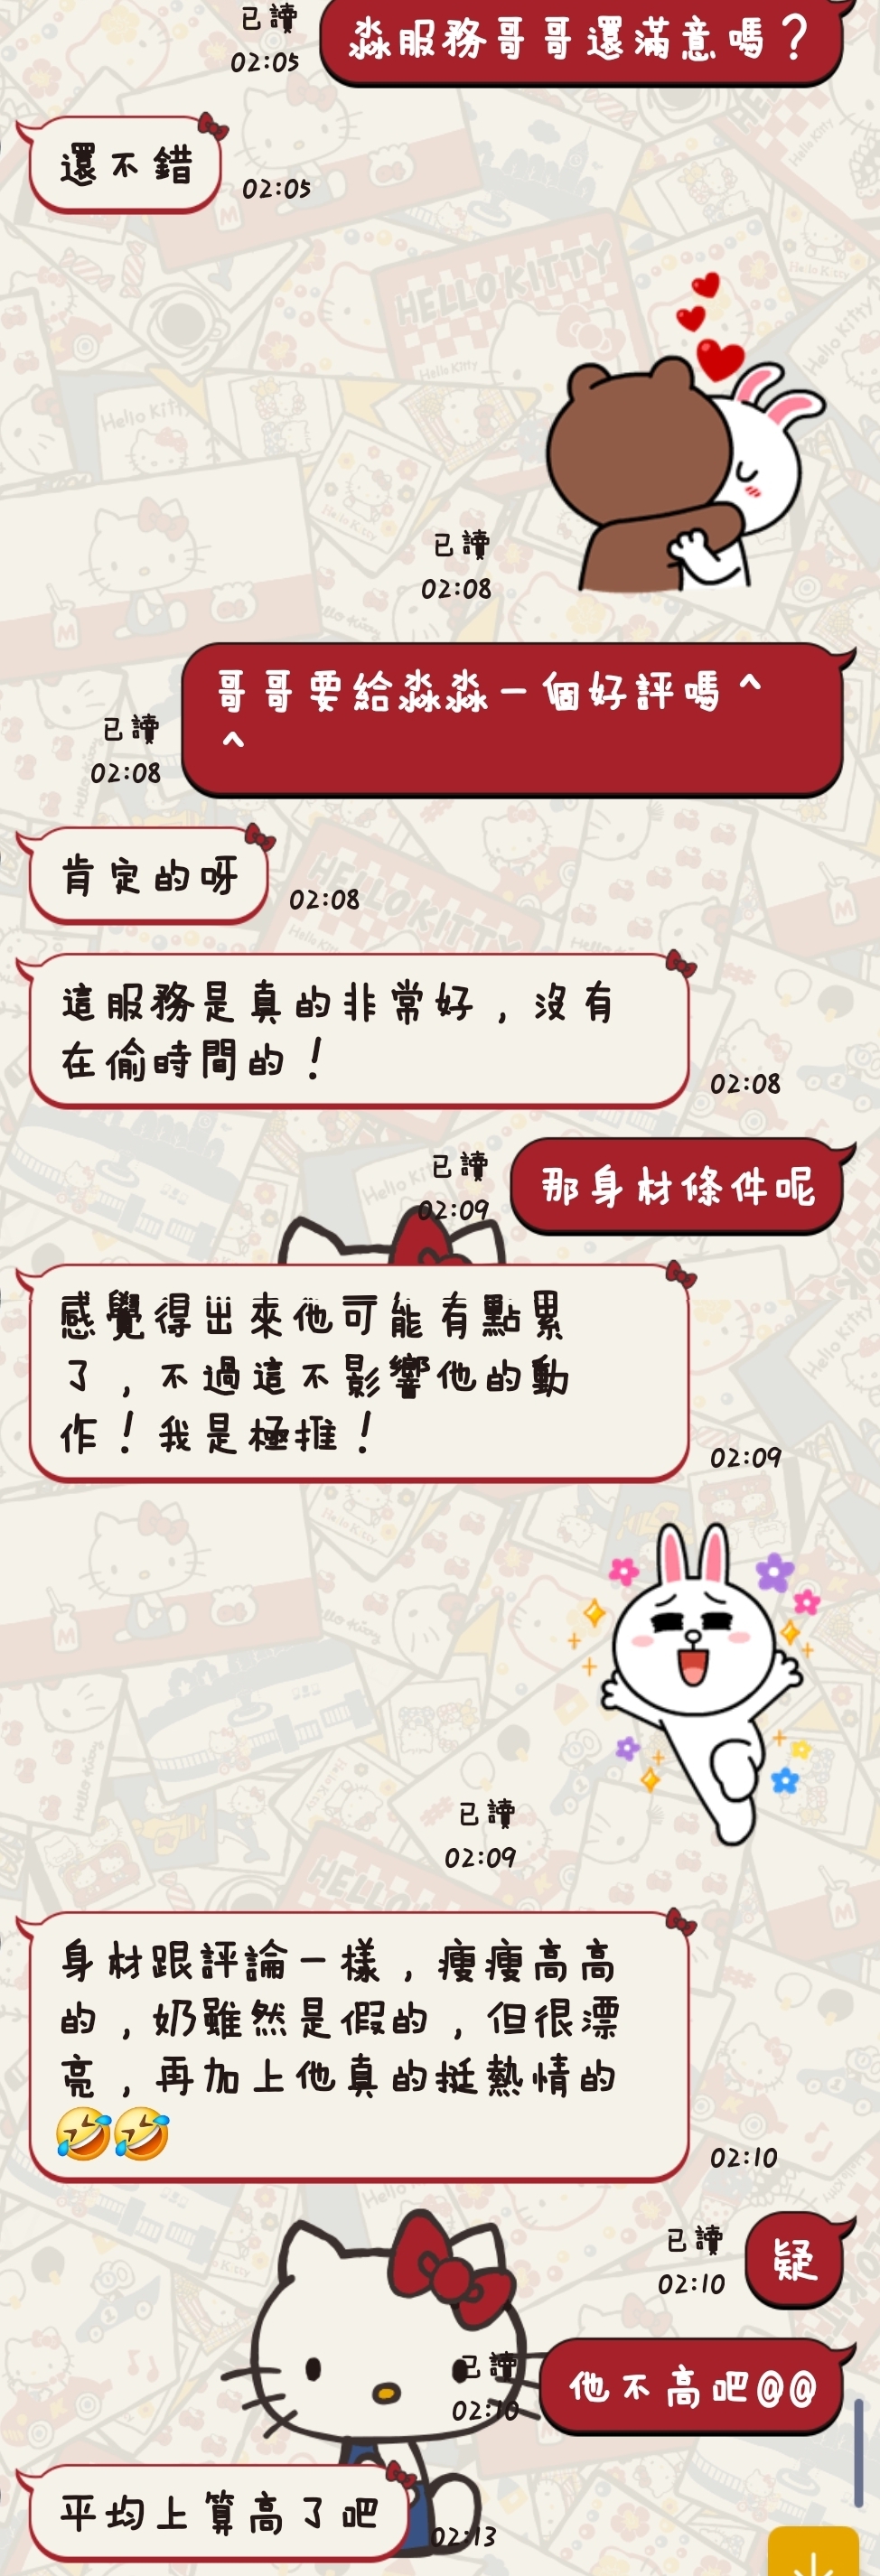 已讀
02:05
淼服務哥哥還滿意嗎？
還不錯
02:05
HELLO KITTY
Hello Kitty
已讀
02:08
哥哥要給淼淼一個好評嗎^
^
已讀
02:08
肯定的呀
02:08
這服務是真的非常好，沒有
在偷時間的！
02:08
已讀
02:09
那身材條件呢
感覺得出來他可能有點累
了，不過這不影響他的動
作！我是極推！
02:09
已讀
02:09
身材跟評論一樣，瘦瘦高高
的，奶雖然是假的，但很漂
亮，再加上他真的挺熱情的
🤣🤣
02:10
已讀
02:10
疑
已讀
02:10
他不高吧@@
平均上算高了吧
02:13